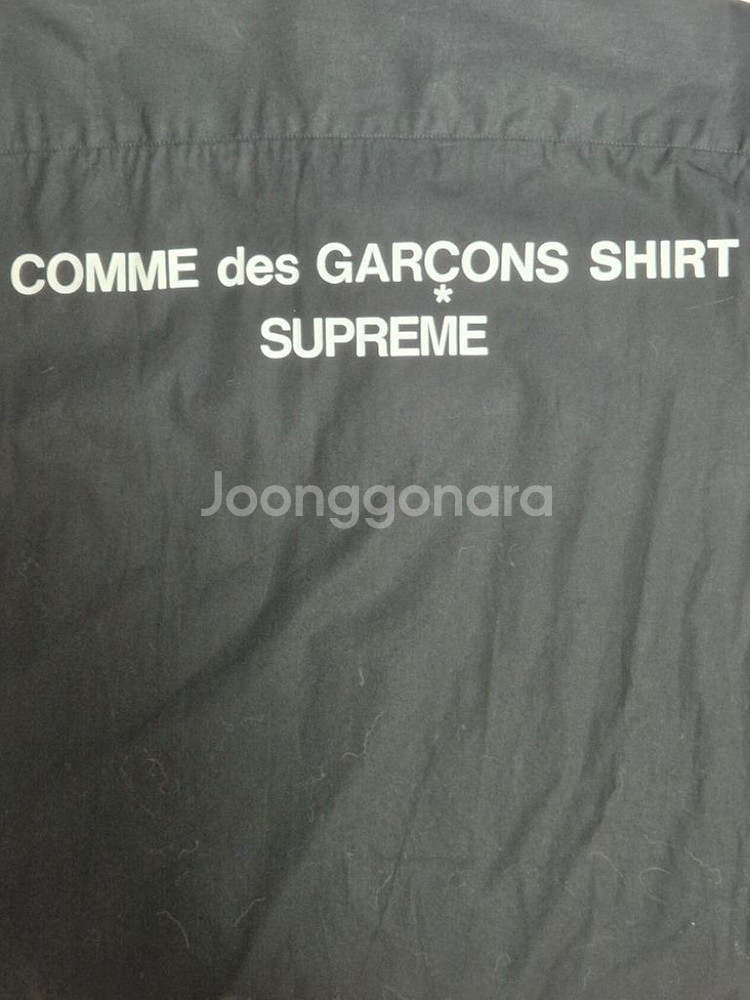 COMME des GARÇONS SHIRT
*
SUPREME
Joonggonara